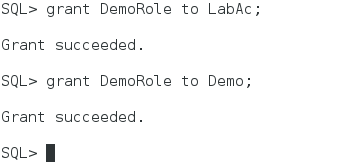 SQL> grant DemoRole to LabAc;
Grant succeeded.
SQL> grant DemoRole to Demo;
Grant succeeded.
SQL>